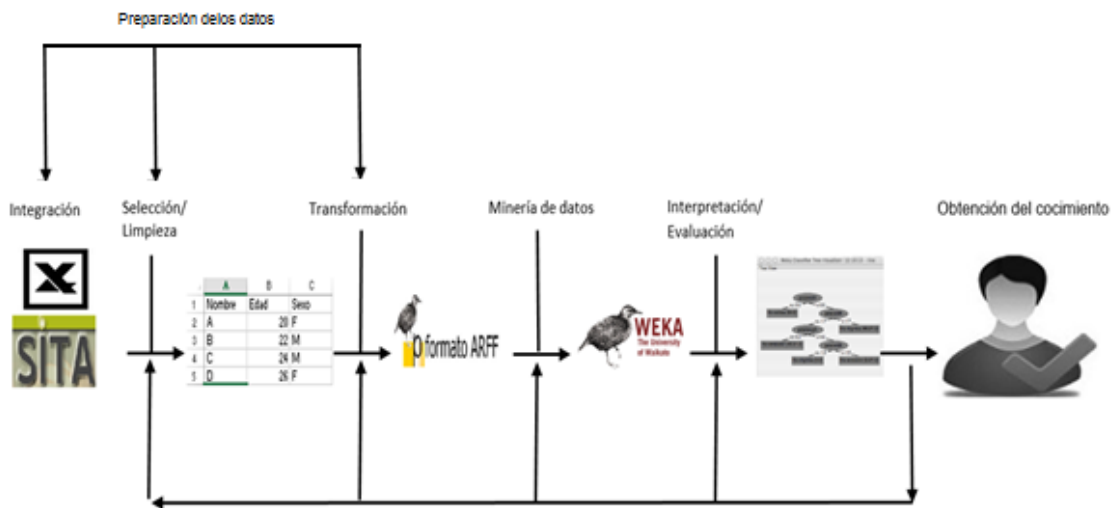 Preparación delos datos
Integración
Selección/
Limpieza
Transformación
Minería de datos
Interpretación/
Evaluación
Obtención del cocimiento
SITA
A B C
1 Nombre Edad Sexo
2 A 20 F
3 B 22 M
4 C 24 M
5 D 26 F
formato ARFF
WEKA
The University
of Waikato